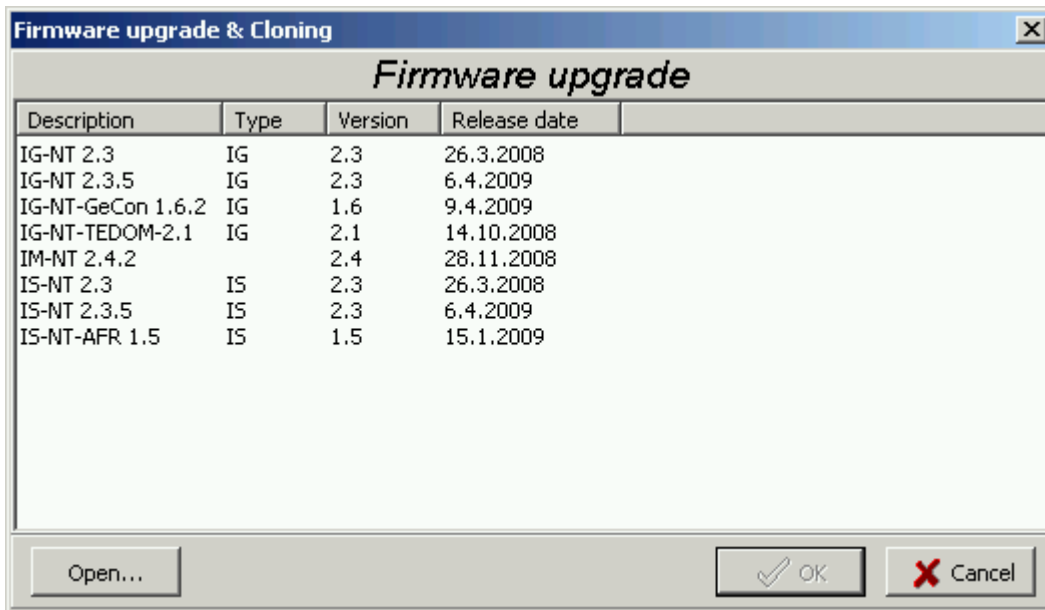 Firmware upgrade & Cloning
Firmware upgrade
Description Type Version Release date
IG-NT 2.3 IG 2.3 26.3.2008
IG-NT 2.3.5 IG 2.3 6.4.2009
IG-NT-GeCon 1.6.2 IG 1.6 9.4.2009
IG-NT-TEDOM-2.1 IG 2.1 14.10.2008
IM-NT 2.4.2 2.4 28.11.2008
IS-NT 2.3 IS 2.3 26.3.2008
IS-NT 2.3.5 IS 2.3 6.4.2009
IS-NT-AFR 1.5 IS 1.5 15.1.2009
Open... OK Cancel